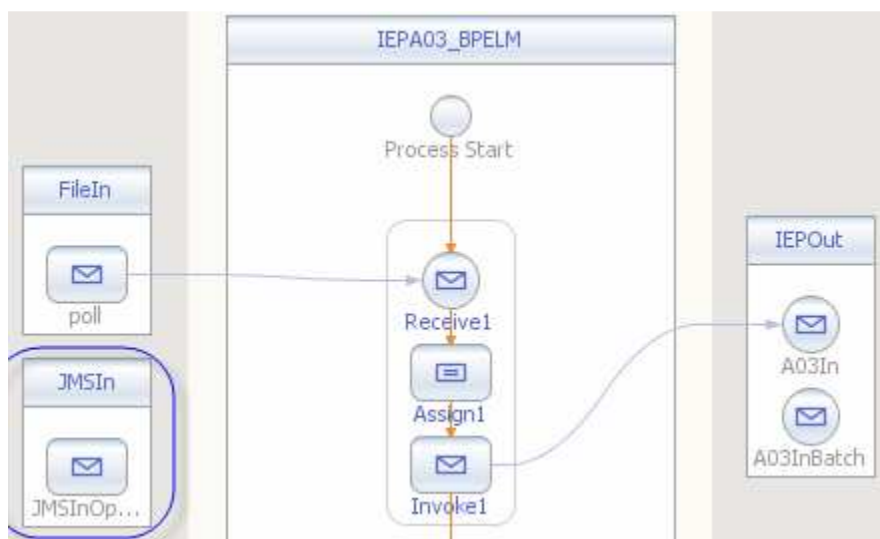 IEPA03_BPELM
Process Start
FileIn
poll
Receive1
IEPOut
A03In
JMSIn
Assign1
A03InBatch
JMSInOp...
Invoke1